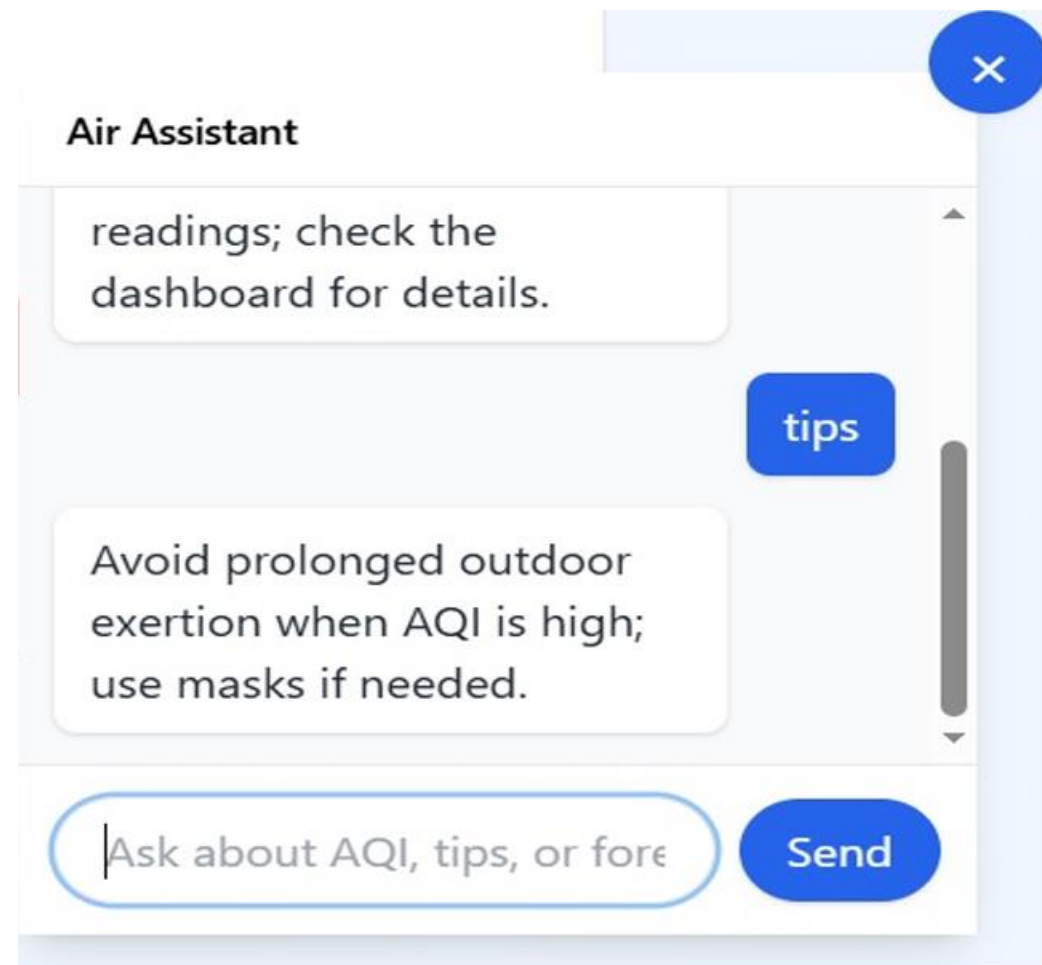 ×
Air Assistant
readings; check the
dashboard for details.
tips
Avoid prolonged outdoor
exertion when AQI is high;
use masks if needed.
Ask about AQI, tips, or fore
Send